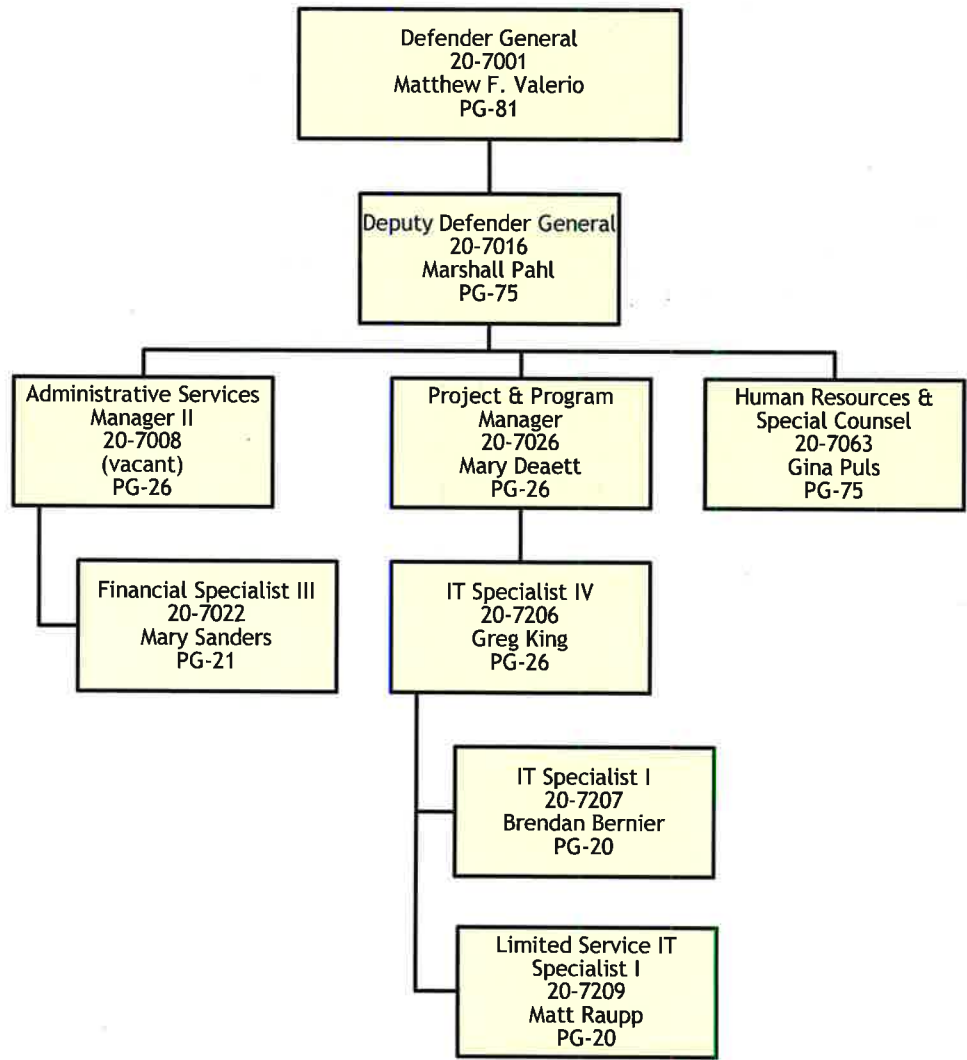 Defender General
20-7001
Matthew F. Valerio
PG-81
Deputy Defender General
20-7016
Marshall Pahl
PG-75
Administrative Services
Manager II
20-7008
(vacant)
PG-26
Project & Program
Manager
20-7026
Mary Deaett
PG-26
Human Resources &
Special Counsel
20-7063
Gina Puls
PG-75
Financial Specialist III
20-7022
Mary Sanders
PG-21
IT Specialist IV
20-7206
Greg King
PG-26
IT Specialist I
20-7207
Brendan Bernier
PG-20
Limited Service IT
Specialist I
20-7209
Matt Raupp
PG-20